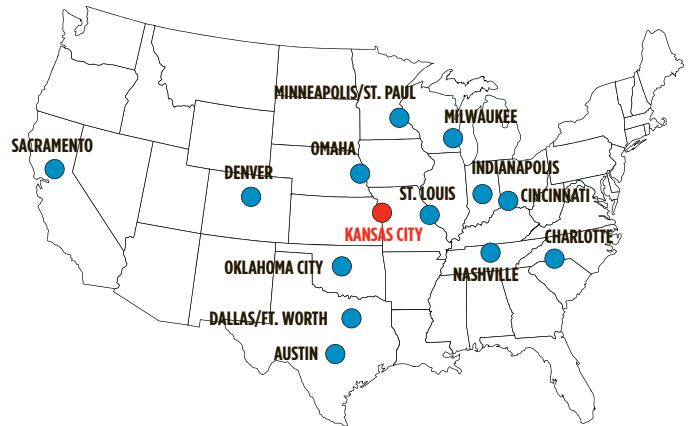 MINNEAPOLIS/ST. PAUL
MILWAUKEE
SACRAMENTO
OMAHA
INDIANAPOLIS
DENVER
ST. LOUIS
CINCINNATI
KANSAS CITY
CHARLOTTE
OKLAHOMA CITY
NASHVILLE
DALLAS/FT. WORTH
AUSTIN